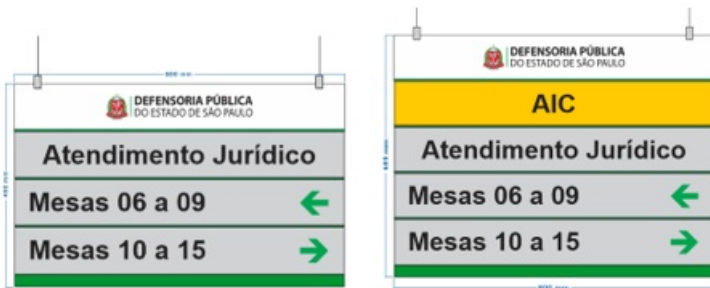 DEFENSORIA PÚBLICA
DO ESTADO DE SÃO PAULO
Atendimento Jurídico
Mesas 06 a 09
Mesas 10 a 15
DEFENSORIA PÚBLICA
DO ESTADO DE SÃO PAULO
AIC
Atendimento Jurídico
Mesas 06 a 09
Mesas 10 a 15